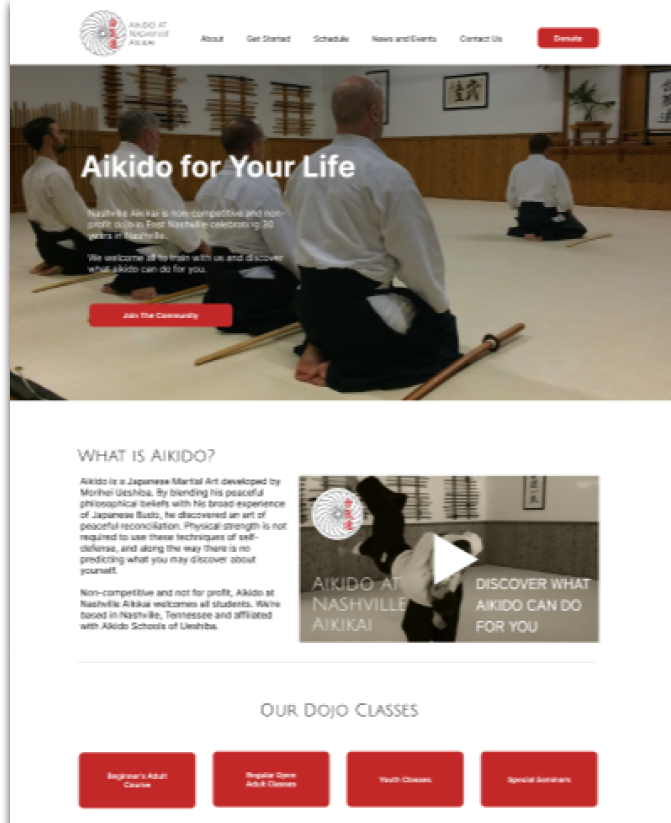 AIKIDO AT
NASHVILLE
AIKIKAI
About
Get Started
Schedule
News and Events
Contact Us
Donate
Aikido for Your Life
Nashville Aikikai is non-competitive and non-
profit dojo in East Nashville celebrating 30
years in Nashville.
We welcome all to train with us and discover
what aikido can do for you.
Join The Community
WHAT IS AIKIDO?
Aikido is a Japanese Martial Art developed by
Morihei Ueshiba. By blending his peaceful
philosophical beliefs with his broad experience
of Japanese Budo, he discovered an art of
peaceful reconciliation. Physical strength is not
required to use these techniques of self-
defense, and along the way there is no
predicting what you may discover about
yourself.
Non-competitive and not for profit, Aikido at
Nashville Aikikai welcomes all students. We're
based in Nashville, Tennessee and affiliated
with Aikido Schools of Ueshiba.
AIKIDO AT
NASHVILLE
AIKIKAI
DISCOVER WHAT
AIKIDO CAN DO
FOR YOU
OUR DOJO CLASSES
Beginner's Adult
Course
Regular Open
Adult Classes
Youth Classes
Special Seminars